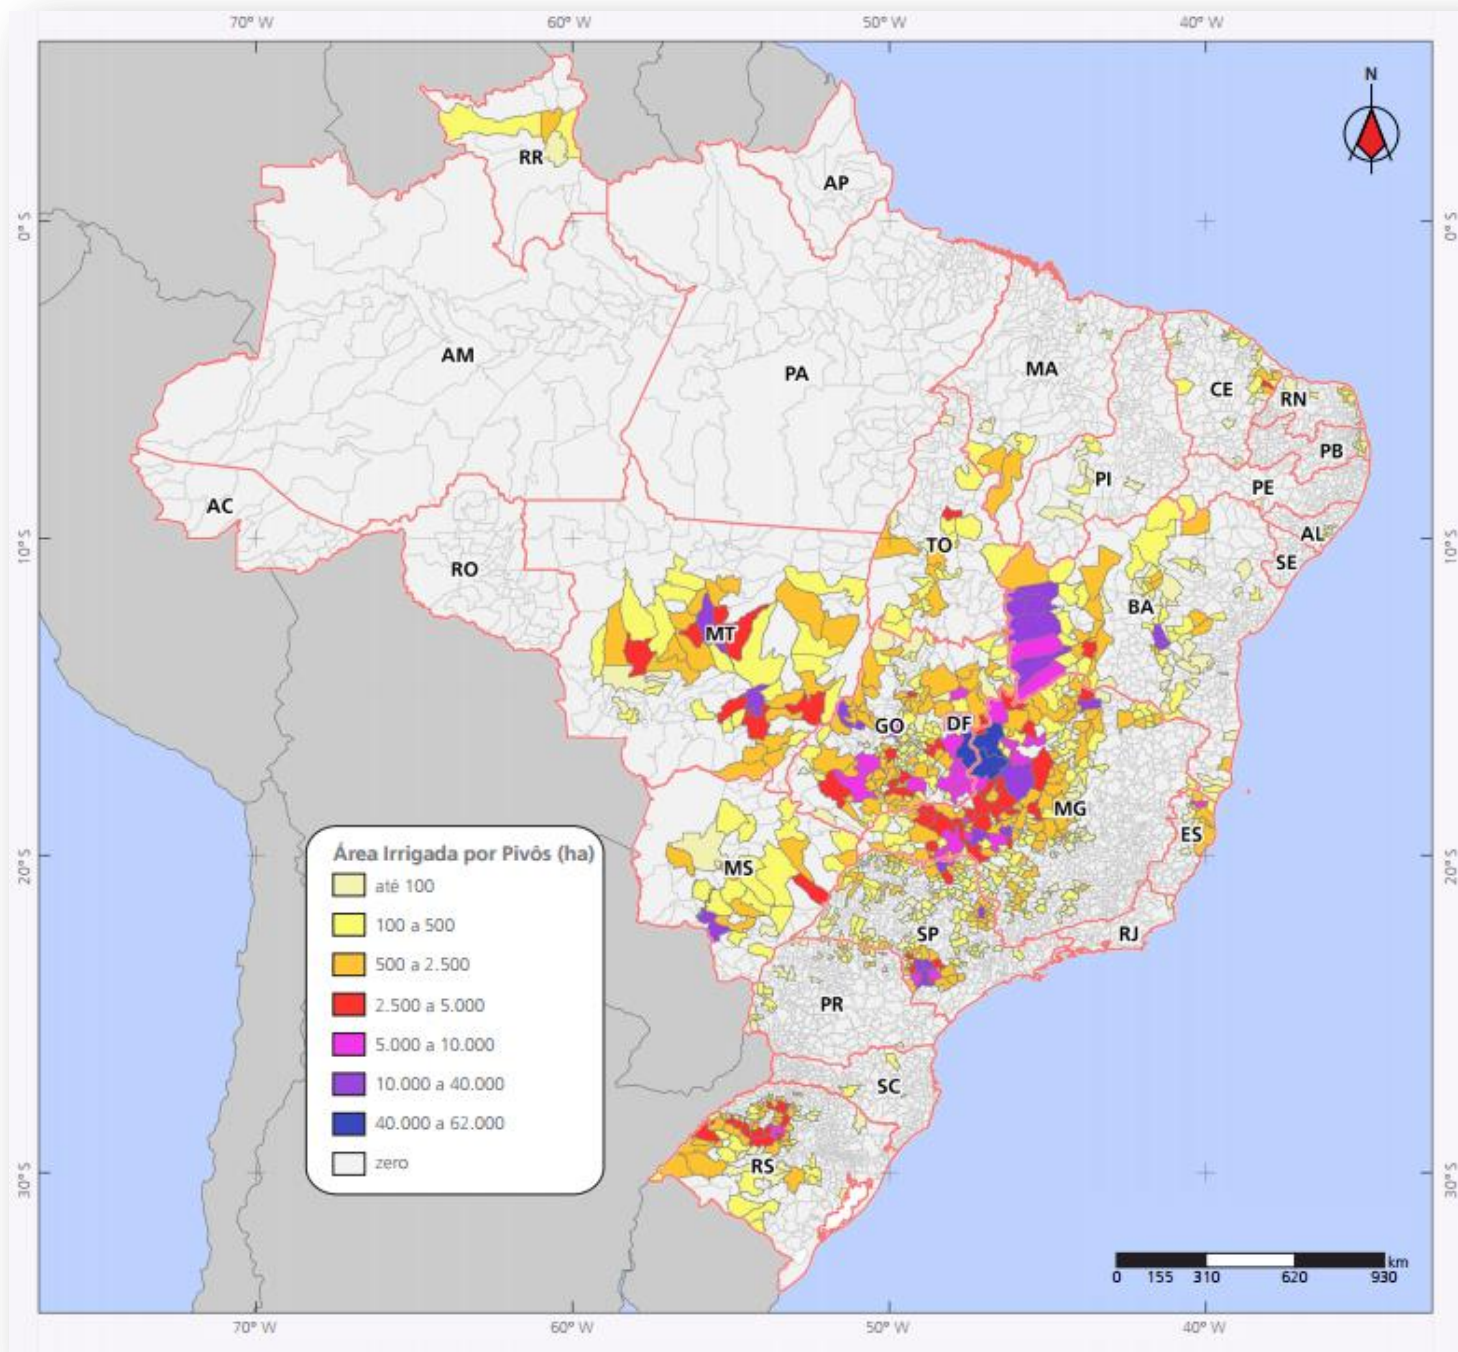 70° W
60° W
50° W
40° W
N
RR
AP
0° S
0° S
AM
PA
MA
CE
RN
PB
PI
PE
AC
AL
10° S
TO
10° S
SE
RO
BA
MT
GO
DF
MG
ES
20° S
MS
20° S
SP
RJ
PR
SC
RS
30° S
30° S
Área Irrigada por Pivôs (ha)
até 100
100 a 500
500 a 2.500
2.500 a 5.000
5.000 a 10.000
10.000 a 40.000
40.000 a 62.000
zero
km
0 155 310 620 930
70° W
60° W
50° W
40° W